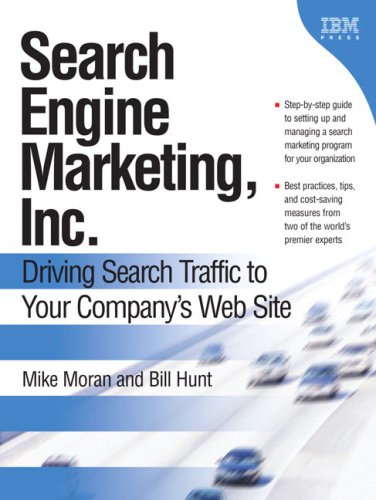 IBM
PRESS
Search
Engine
Marketing,
Inc.
Step-by-step guide
to setting up and
managing a search
marketing program
for your organization
Best practices, tips,
and cost-saving
measures from
two of the world's
premier experts
Driving Search Traffic to
Your Company's Web Site
Mike Moran and Bill Hunt